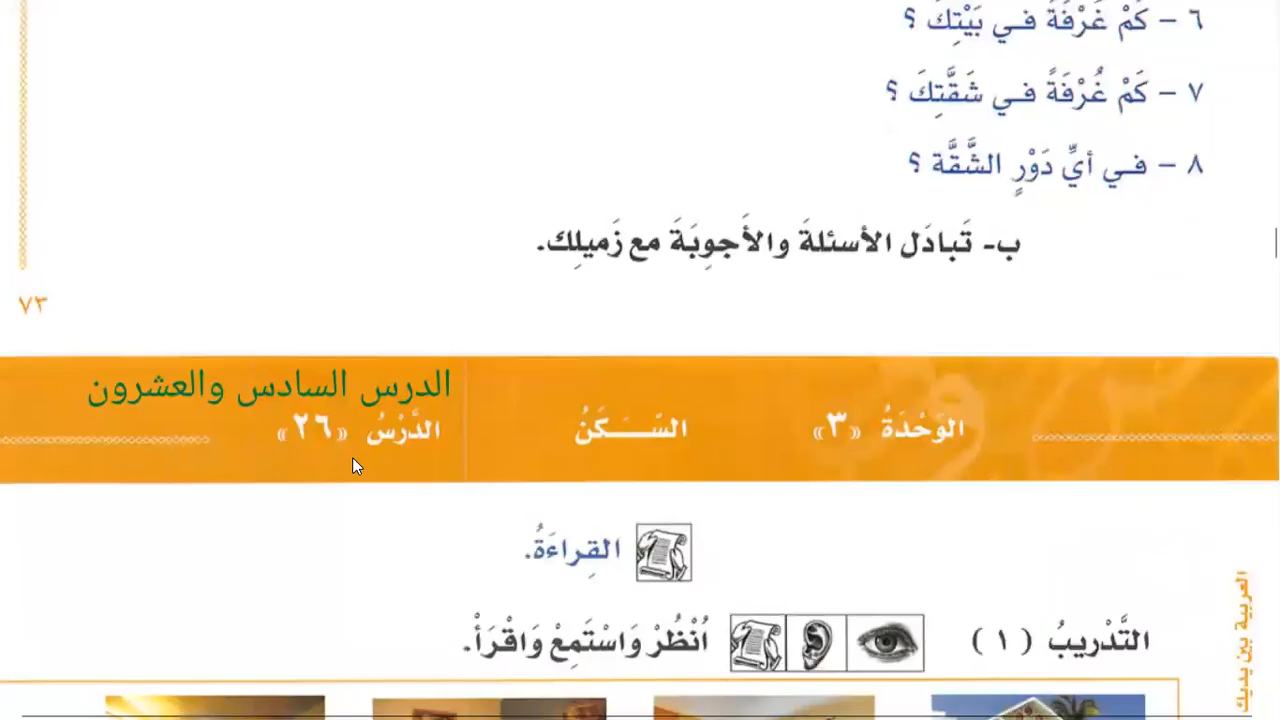 ٦ – كَمْ غُرْفَةً فـي بَيْتِكَ ؟
٧ – كَمْ غُرْفَةً فـي شَقَّتِكَ ؟
٨ – فـي أيِّ دَوْرٍ الشَّقَّة ؟
ب- تَبادَل الأسئلةَ والأَجوِبَةَ مع زَميلِكَ.
٧٣
الدرس السادس والعشرون
الوَحْدَةُ «٣»
السّـــكَنُ
الدَّرْسُ «٢٦»
القِراءَةُ.
التَّدْريبُ ( ١ )
اُنْظُرْ وَاسْتَمِعْ وَاقْرَأْ.
العربية بين يديك